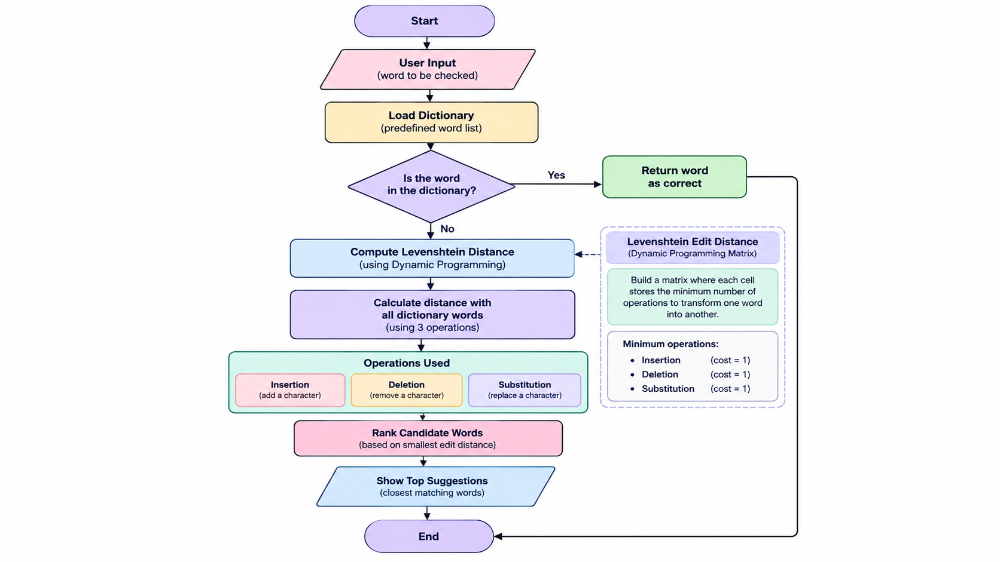 Start
User Input
(word to be checked)
Load Dictionary
(predefined word list)
Is the word
in the dictionary?
Yes
Return word
as correct
No
Compute Levenshtein Distance
(using Dynamic Programming)
Levenshtein Edit Distance
(Dynamic Programming Matrix)
Build a matrix where each cell
stores the minimum number of
operations to transform one word
into another.
Minimum operations:
• Insertion (cost = 1)
• Deletion (cost = 1)
• Substitution (cost = 1)
Calculate distance with
all dictionary words
(using 3 operations)
Operations Used
Insertion
(add a character)
Deletion
(remove a character)
Substitution
(replace a character)
Rank Candidate Words
(based on smallest edit distance)
Show Top Suggestions
(closest matching words)
End